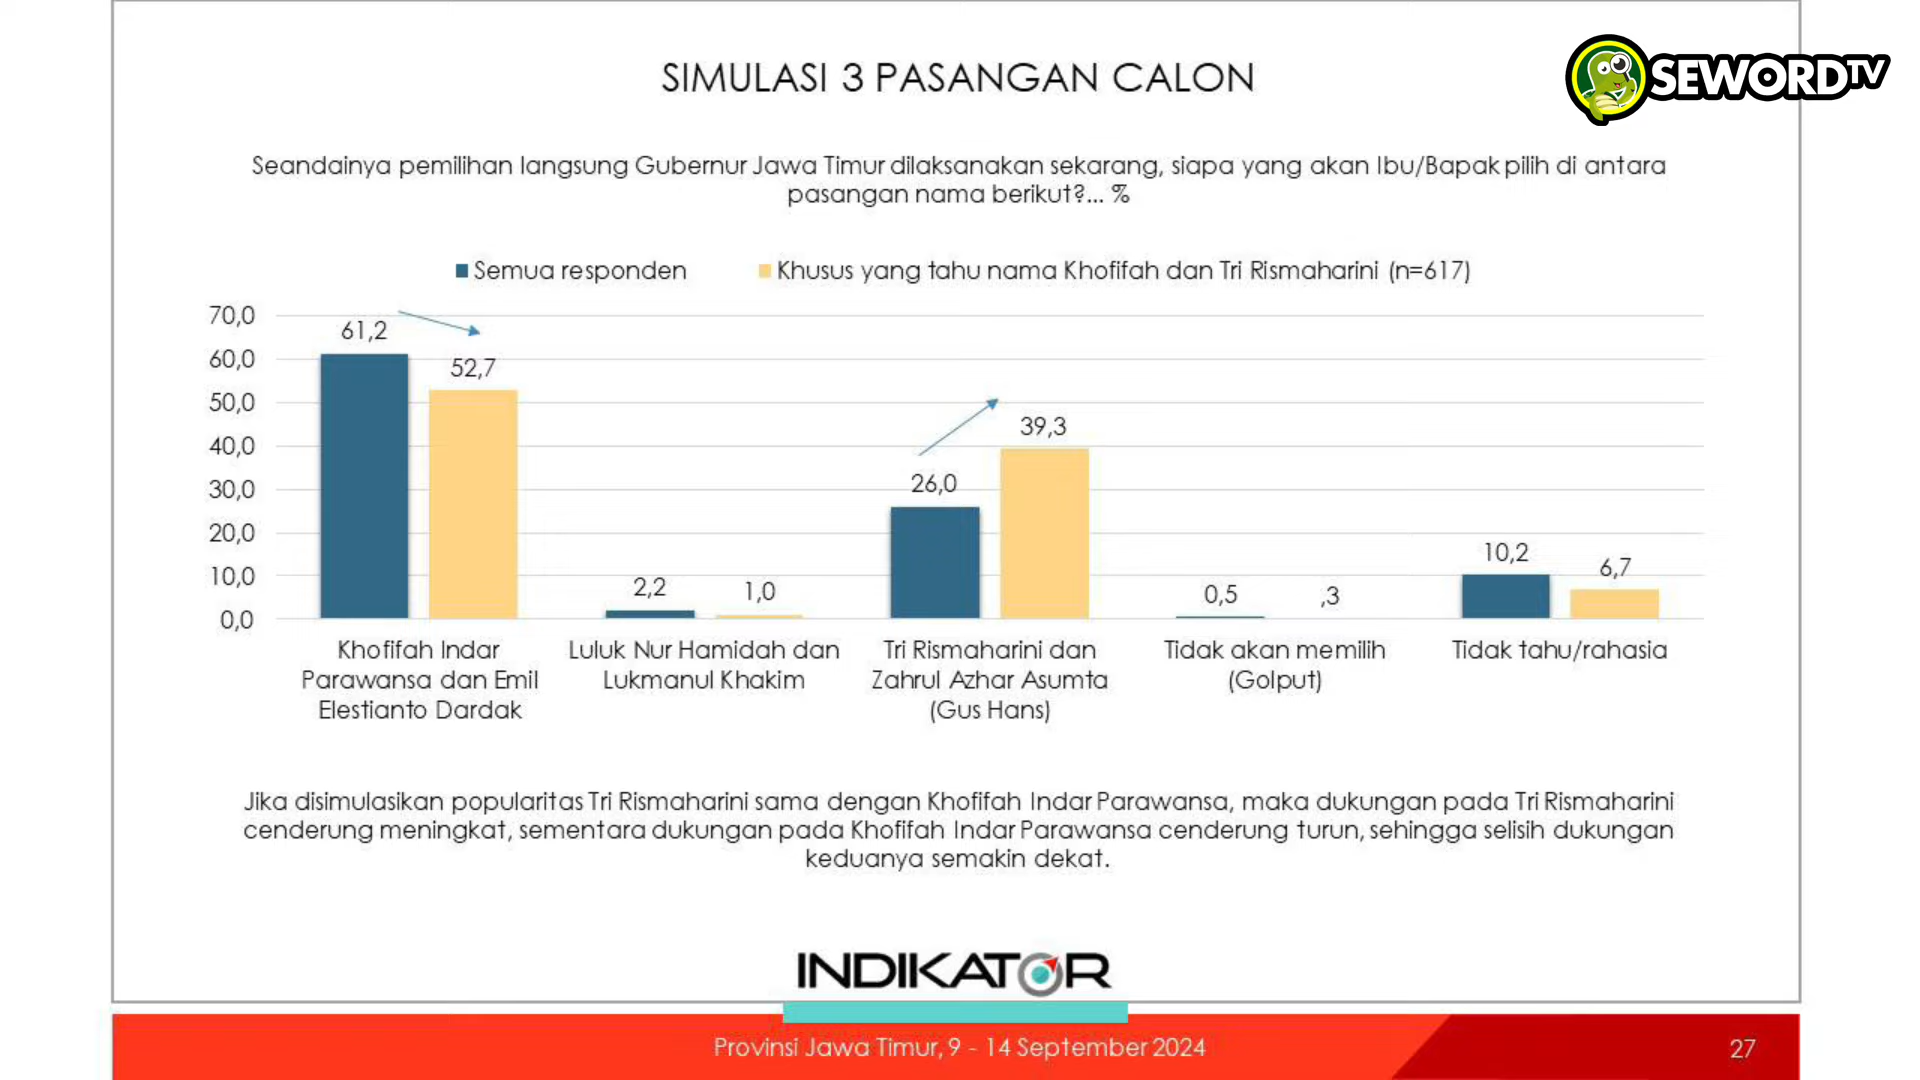 SIMULASI 3 PASANGAN CALON
SEWORDTV
Seandainya pemilihan langsung Gubernur Jawa Timur dilaksanakan sekarang, siapa yang akan Ibu/Bapak pilih di antara
pasangan nama berikut?... %
Semua responden
Khusus yang tahu nama Khofifah dan Tri Rismaharini (n=617)
70,0
60,0
50,0
40,0
30,0
20,0
10,0
0,0
61,2
52,7
2,2
1,0
26,0
39,3
0,5
,3
10,2
6,7
Khofifah Indar
Parawansa dan Emil
Elestianto Dardak
Luluk Nur Hamidah dan
Lukmanul Khakim
Tri Rismaharini dan
Zahrul Azhar Asumta
(Gus Hans)
Tidak akan memilih
(Golput)
Tidak tahu/rahasia
Jika disimulasikan popularitas Tri Rismaharini sama dengan Khofifah Indar Parawansa, maka dukungan pada Tri Rismaharini
cenderung meningkat, sementara dukungan pada Khofifah Indar Parawansa cenderung turun, sehingga selisih dukungan
keduanya semakin dekat.
INDIKATOR
Provinsi Jawa Timur, 9 - 14 September 2024
27